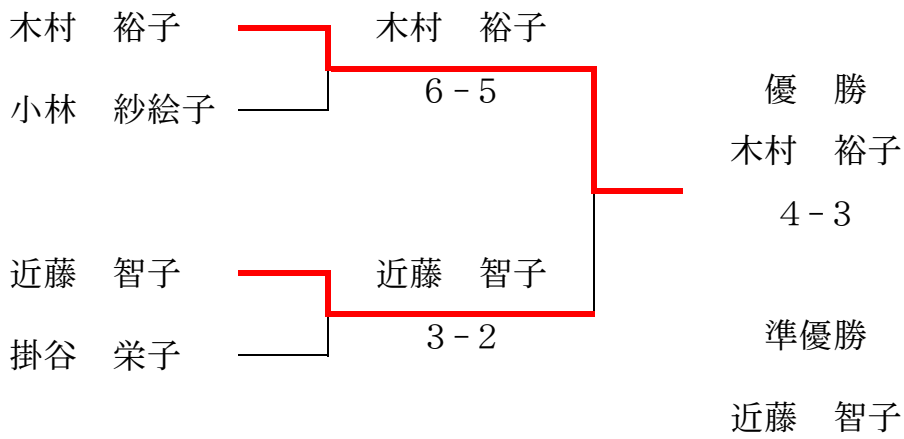 木村　裕子
木村　裕子
6-5
小林　紗絵子
優　勝
木村　裕子
4-3
近藤　智子
近藤　智子
3-2
掛谷　栄子
準優勝
近藤　智子